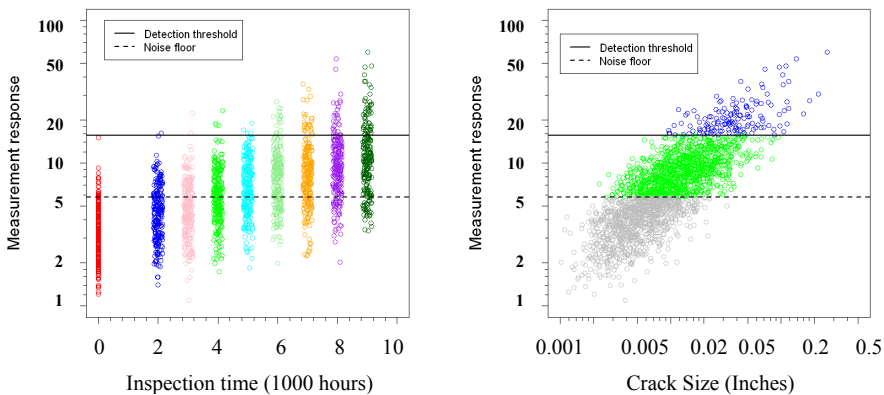 Measurement response
100
50
20
10
5
2
1
Detection threshold
Noise floor
0 2 4 6 8 10
Inspection time (1000 hours)
Measurement response
100
50
20
10
5
2
1
Detection threshold
Noise floor
0.001 0.005 0.02 0.05 0.2 0.5
Crack Size (Inches)